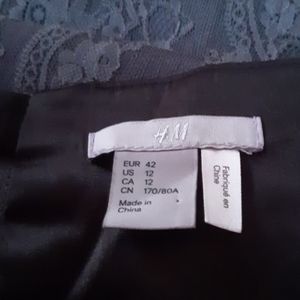 H&M
EUR 42
US 12
CA 12
CN 170/80A
Made in
China
Fabriqué en
Chine